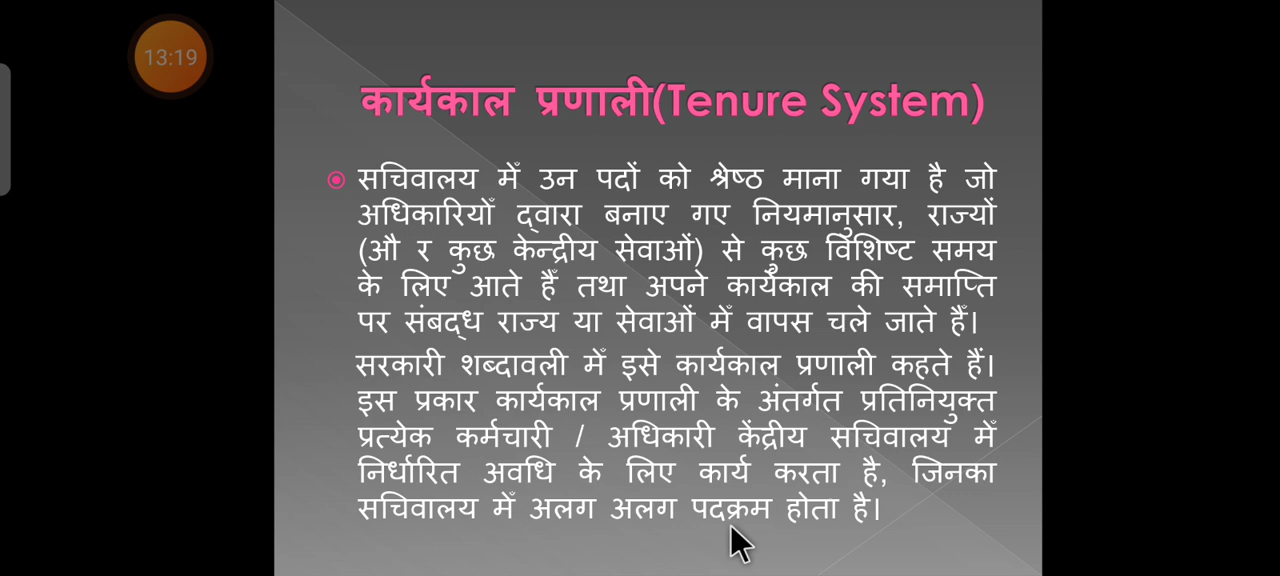 13:19
कार्यकाल प्रणाली(Tenure System)
सचिवालय में उन पदों को श्रेष्ठ माना गया है जो
अधिकारियों द्वारा बनाए गए नियमानुसार, राज्यों
(औ र कुछ केन्द्रीय सेवाओं) से कुछ विशिष्ट समय
के लिए आते हैं तथा अपने कार्यकाल की समाप्ति
पर संबद्ध राज्य या सेवाओं में वापस चले जाते हैं।
सरकारी शब्दावली में इसे कार्यकाल प्रणाली कहते हैं।
इस प्रकार कार्यकाल प्रणाली के अंतर्गत प्रतिनियुक्त
प्रत्येक कर्मचारी / अधिकारी केंद्रीय सचिवालय में
निर्धारित अवधि के लिए कार्य करता है, जिनका
सचिवालय में अलग अलग पदक्रम होता है।